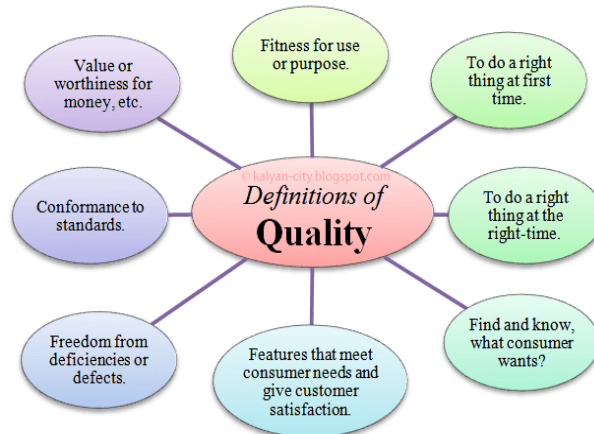 © kalyan-city.blogspot.com
Definitions of
Quality
Fitness for use
or purpose.
To do a right
thing at first
time.
To do a right
thing at the
right-time.
Find and know,
what consumer
wants?
Features that meet
consumer needs and
give customer
satisfaction.
Freedom from
deficiencies or
defects.
Conformance to
standards.
Value or
worthiness for
money, etc.